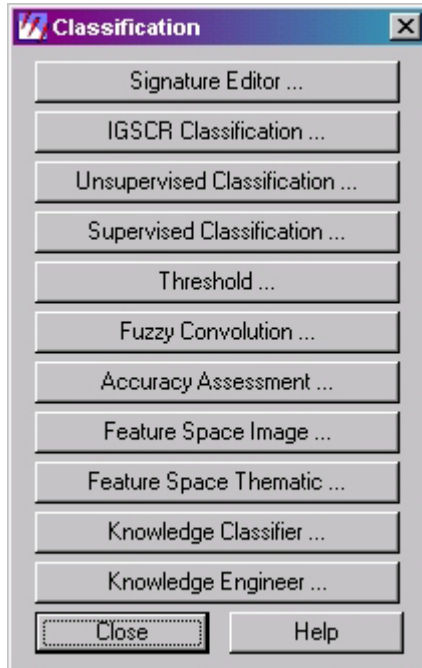 Classification
Signature Editor ...
IGSCR Classification ...
Unsupervised Classification ...
Supervised Classification ...
Threshold ...
Fuzzy Convolution ...
Accuracy Assessment ...
Feature Space Image ...
Feature Space Thematic ...
Knowledge Classifier ...
Knowledge Engineer ...
Close Help